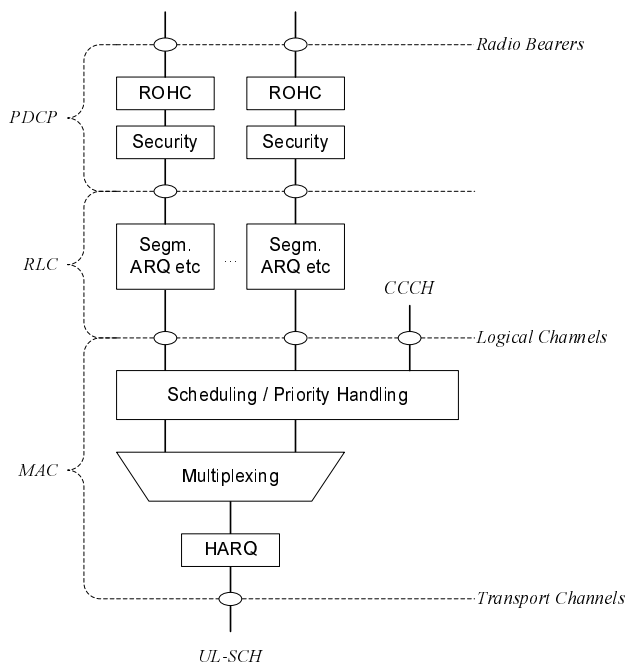 Radio Bearers
ROHC ROHC
PDCP
Security Security
Segm. ARQ etc ... Segm. ARQ etc
RLC
CCCH
Logical Channels
Scheduling / Priority Handling
MAC
Multiplexing
HARQ
Transport Channels
UL-SCH